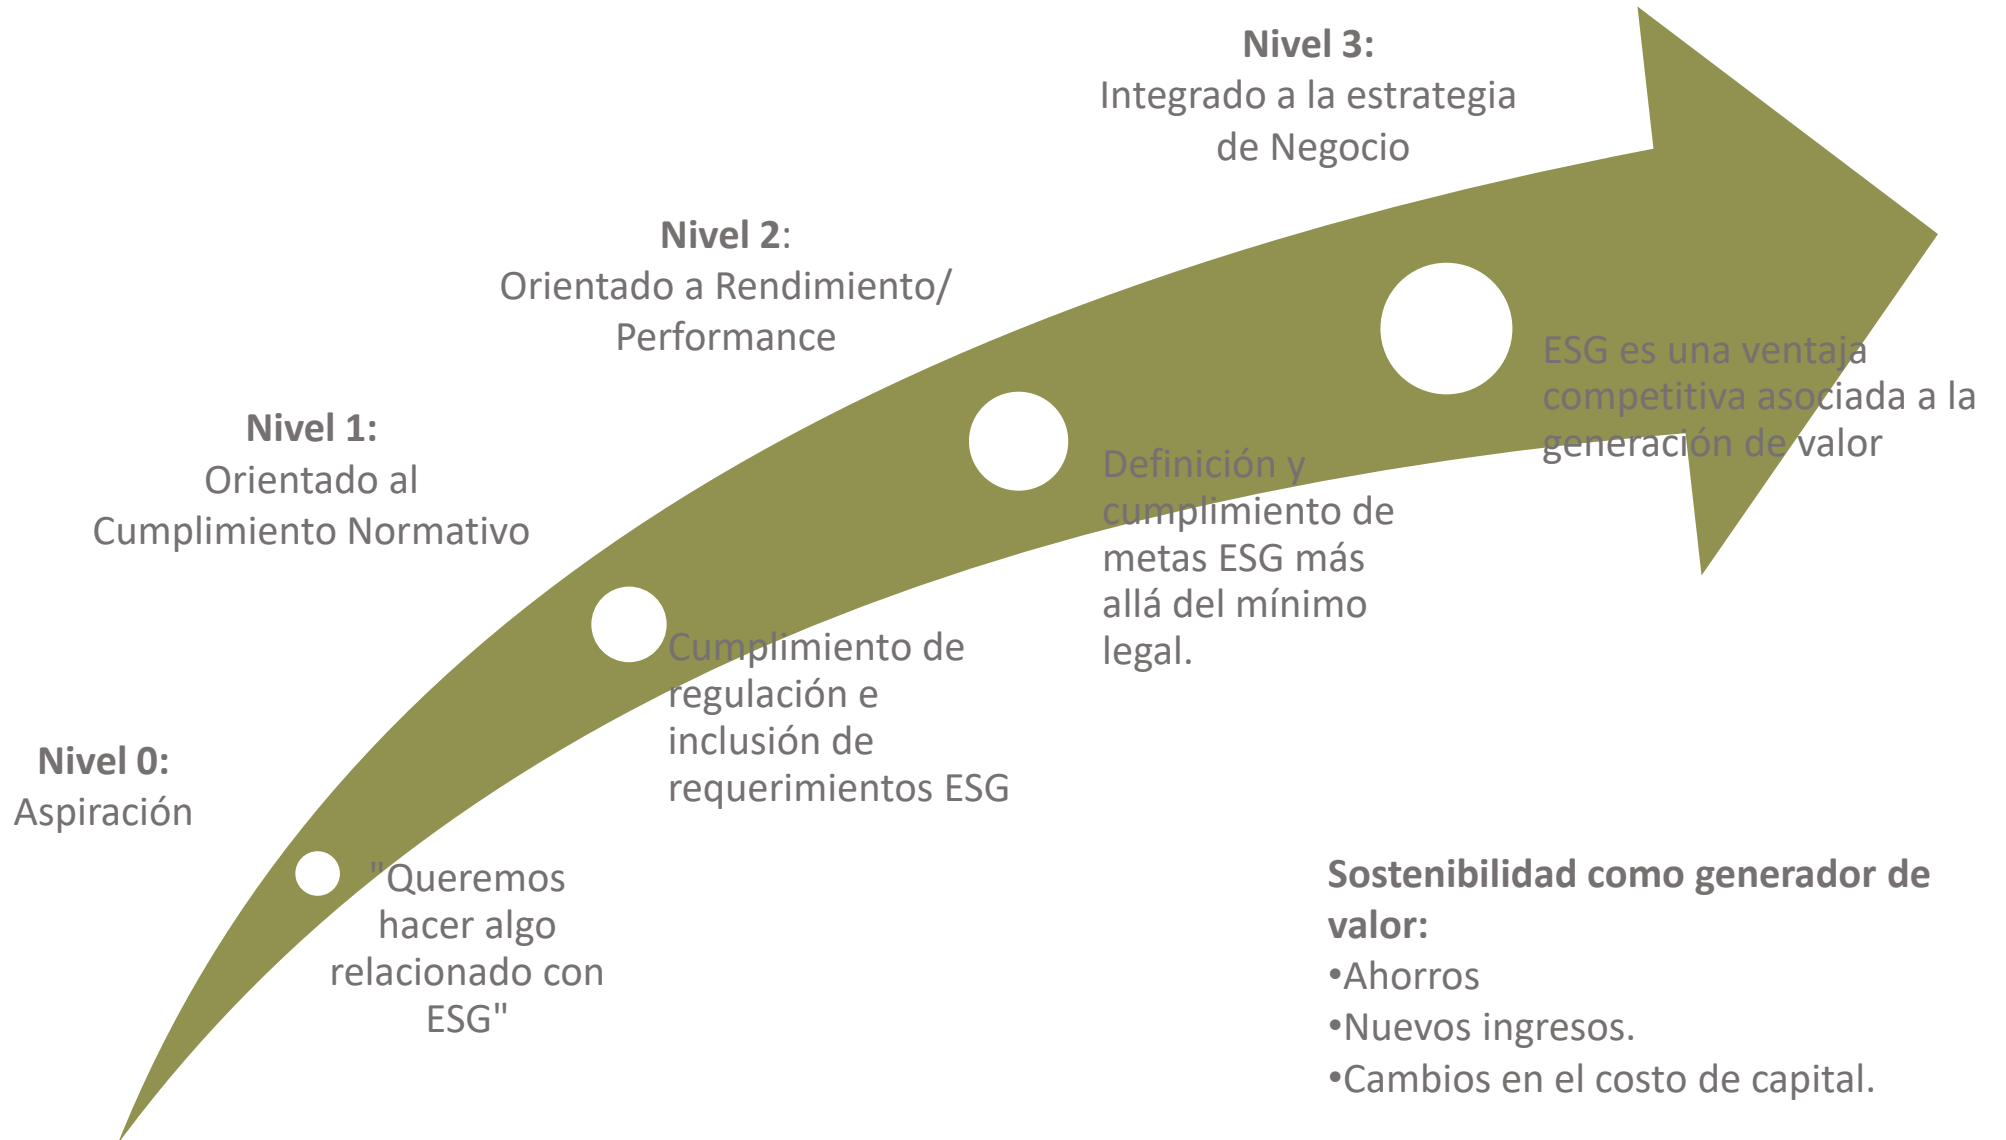 Nivel 3:
Integrado a la estrategia
de Negocio
Nivel 2:
Orientado a Rendimiento/
Performance
Nivel 1:
Orientado al
Cumplimiento Normativo
Nivel 0:
Aspiración
ESG es una ventaja
competitiva asociada a la
generación de valor
Definición y
cumplimiento de
metas ESG más
allá del mínimo
legal.
Cumplimiento de
regulación e
inclusión de
requerimientos ESG
"Queremos
hacer algo
relacionado con
ESG"
Sostenibilidad como generador de
valor:
•Ahorros
•Nuevos ingresos.
•Cambios en el costo de capital.